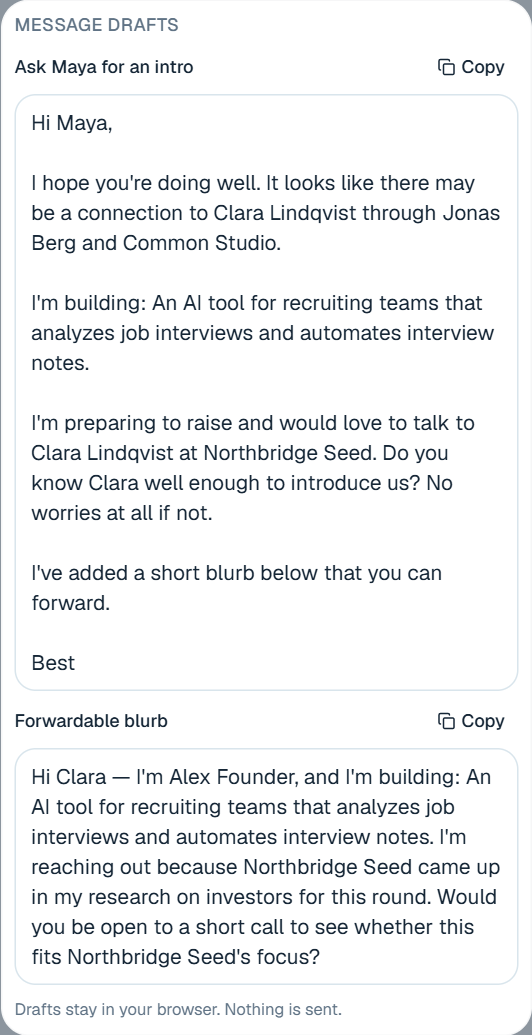 MESSAGE DRAFTS
Ask Maya for an intro
Copy
Hi Maya,
I hope you're doing well. It looks like there may
be a connection to Clara Lindqvist through Jonas
Berg and Common Studio.
I'm building: An AI tool for recruiting teams that
analyzes job interviews and automates interview
notes.
I'm preparing to raise and would love to talk to
Clara Lindqvist at Northbridge Seed. Do you
know Clara well enough to introduce us? No
worries at all if not.
I've added a short blurb below that you can
forward.
Best
Forwardable blurb
Copy
Hi Clara — I'm Alex Founder, and I'm building: An
AI tool for recruiting teams that analyzes job
interviews and automates interview notes. I'm
reaching out because Northbridge Seed came up
in my research on investors for this round. Would
you be open to a short call to see whether this
fits Northbridge Seed's focus?
Drafts stay in your browser. Nothing is sent.